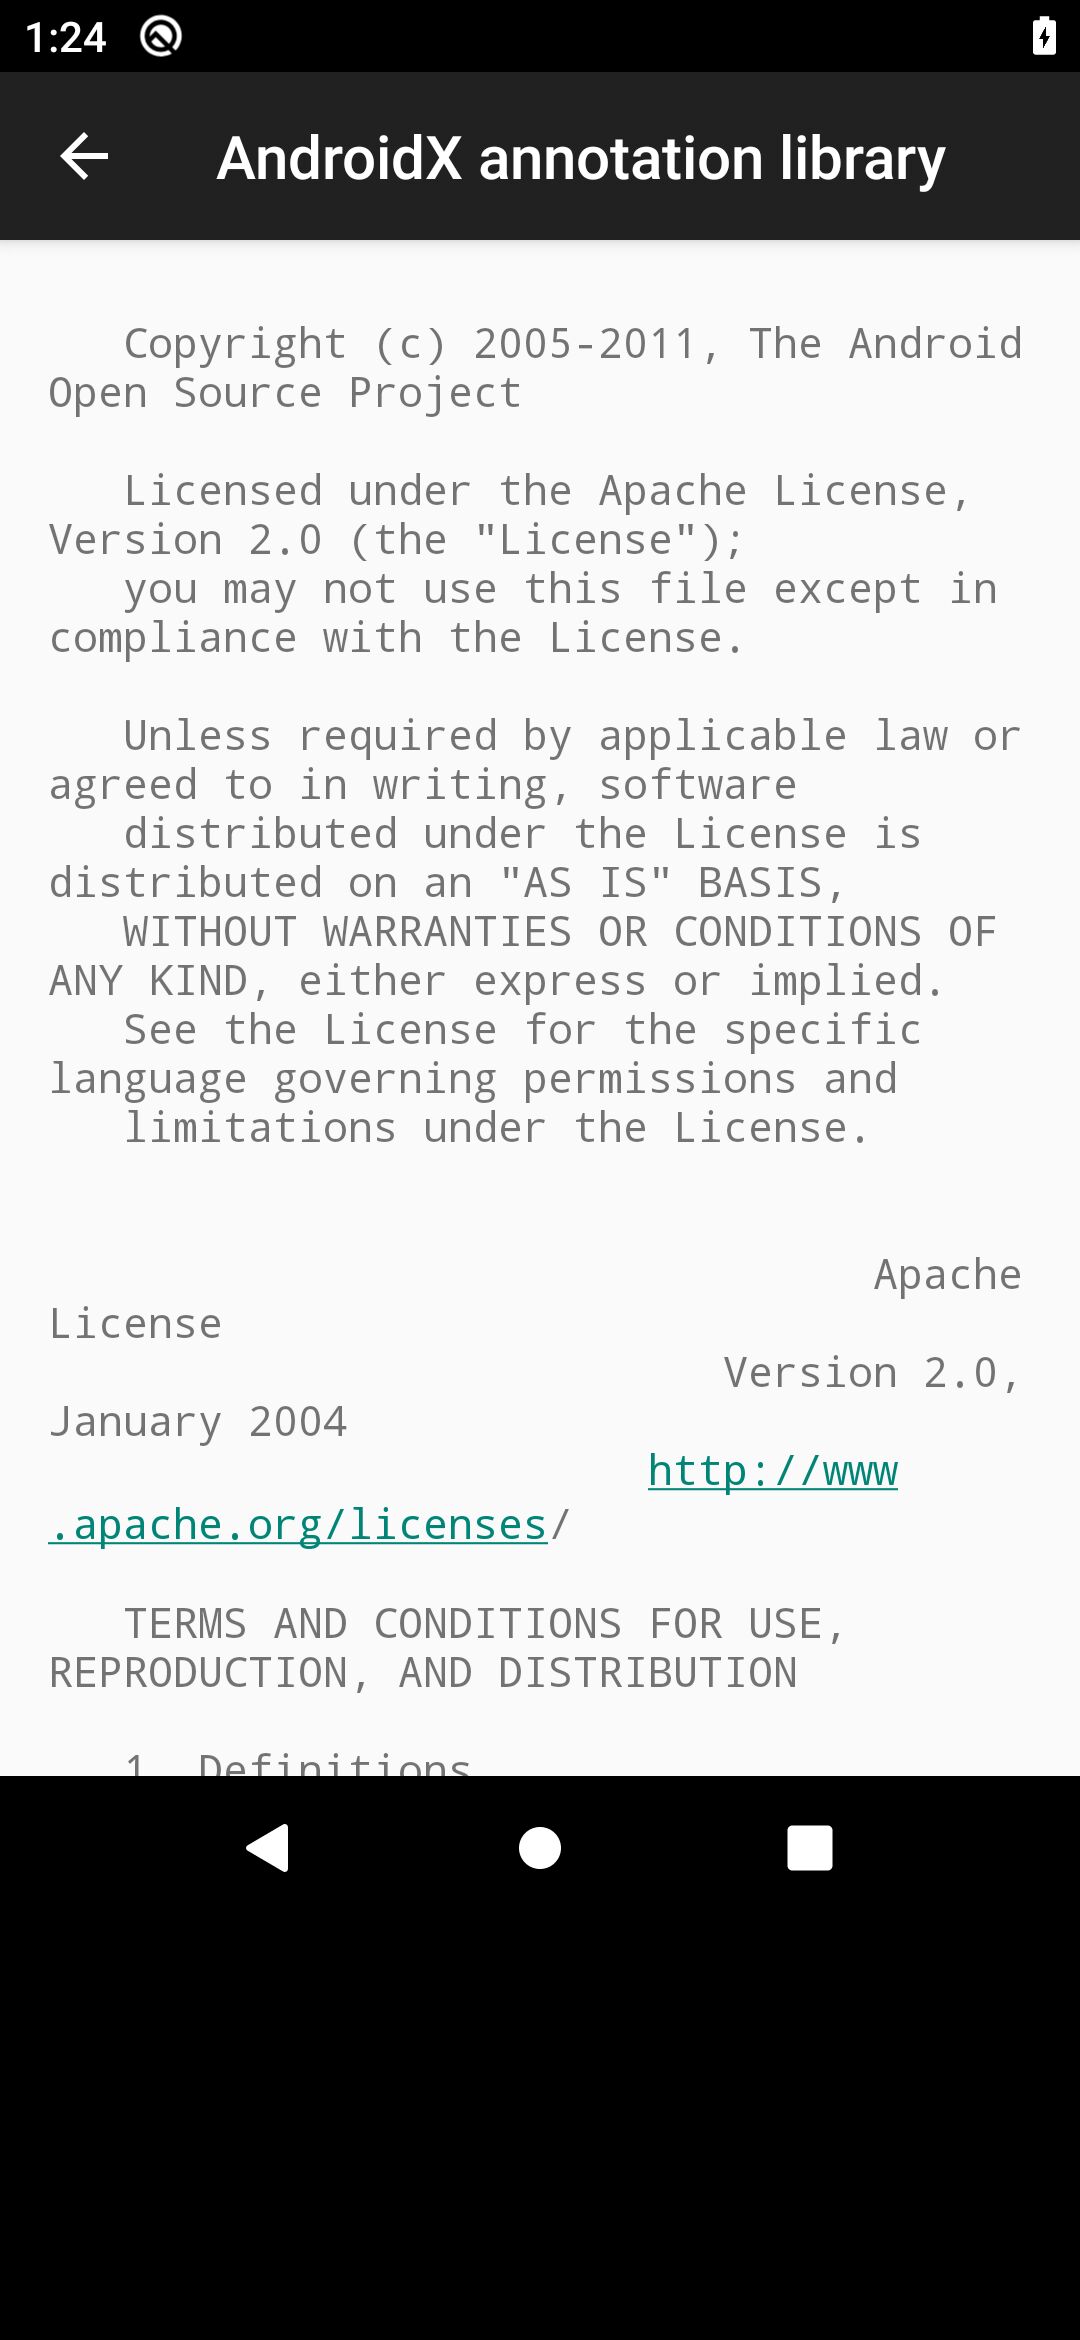 1:24
AndroidX annotation library
Copyright (c) 2005-2011, The Android
Open Source Project
Licensed under the Apache License,
Version 2.0 (the "License");
you may not use this file except in
compliance with the License.
Unless required by applicable law or
agreed to in writing, software
distributed under the License is
distributed on an "AS IS" BASIS,
WITHOUT WARRANTIES OR CONDITIONS OF
ANY KIND, either express or implied.
See the License for the specific
language governing permissions and
limitations under the License.
Apache
License
Version 2.0,
January 2004
http://www
.apache.org/licenses/
TERMS AND CONDITIONS FOR USE,
REPRODUCTION, AND DISTRIBUTION
1. Definitions.